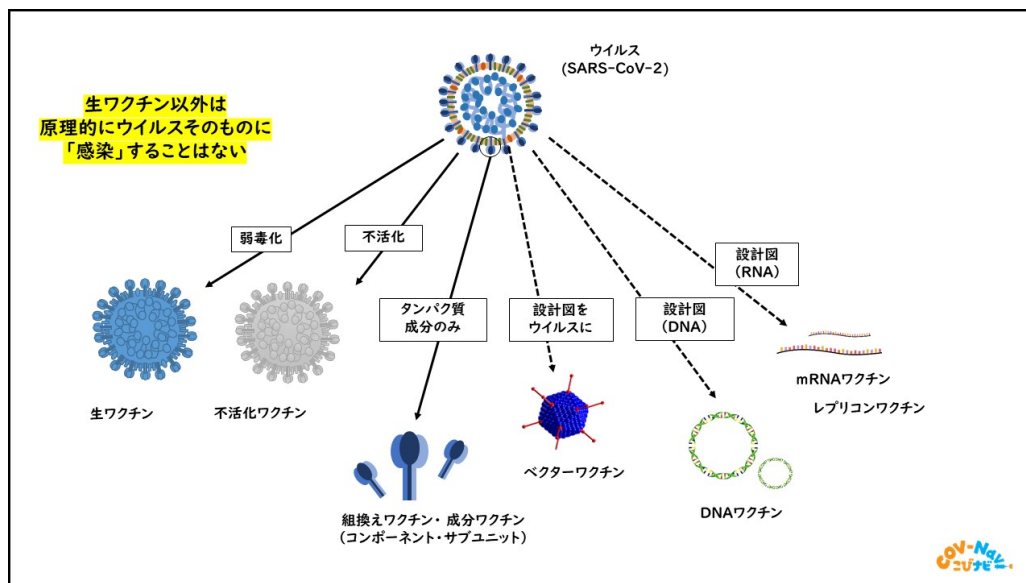 ウイルス
(SARS-CoV-2)
生ワクチン以外は
原理的にウイルスそのものに
「感染」することはない
弱毒化
不活化
タンパク質
成分のみ
設計図を
ウイルスに
設計図
(DNA)
設計図
(RNA)
生ワクチン
不活化ワクチン
組換えワクチン・成分ワクチン
(コンポーネント・サブユニット)
ベクターワクチン
DNAワクチン
mRNAワクチン
レプリコンワクチン
COV-Navi
こびナビ